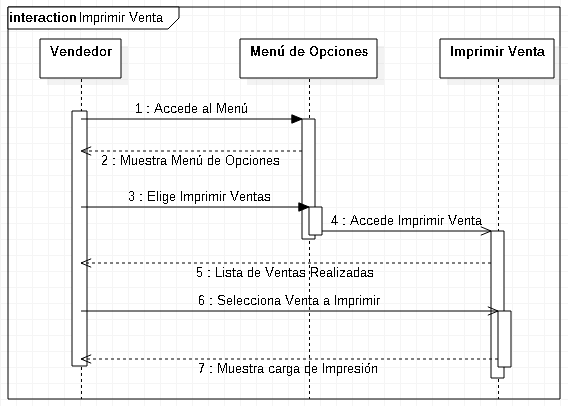 interaction Imprimir Venta
Vendedor
Menú de Opciones
Imprimir Venta
1 : Accede al Menú
2 : Muestra Menú de Opciones
3 : Elige Imprimir Ventas
4 : Accede Imprimir Venta
5 : Lista de Ventas Realizadas
6 : Selecciona Venta a Imprimir
7 : Muestra carga de Impresión